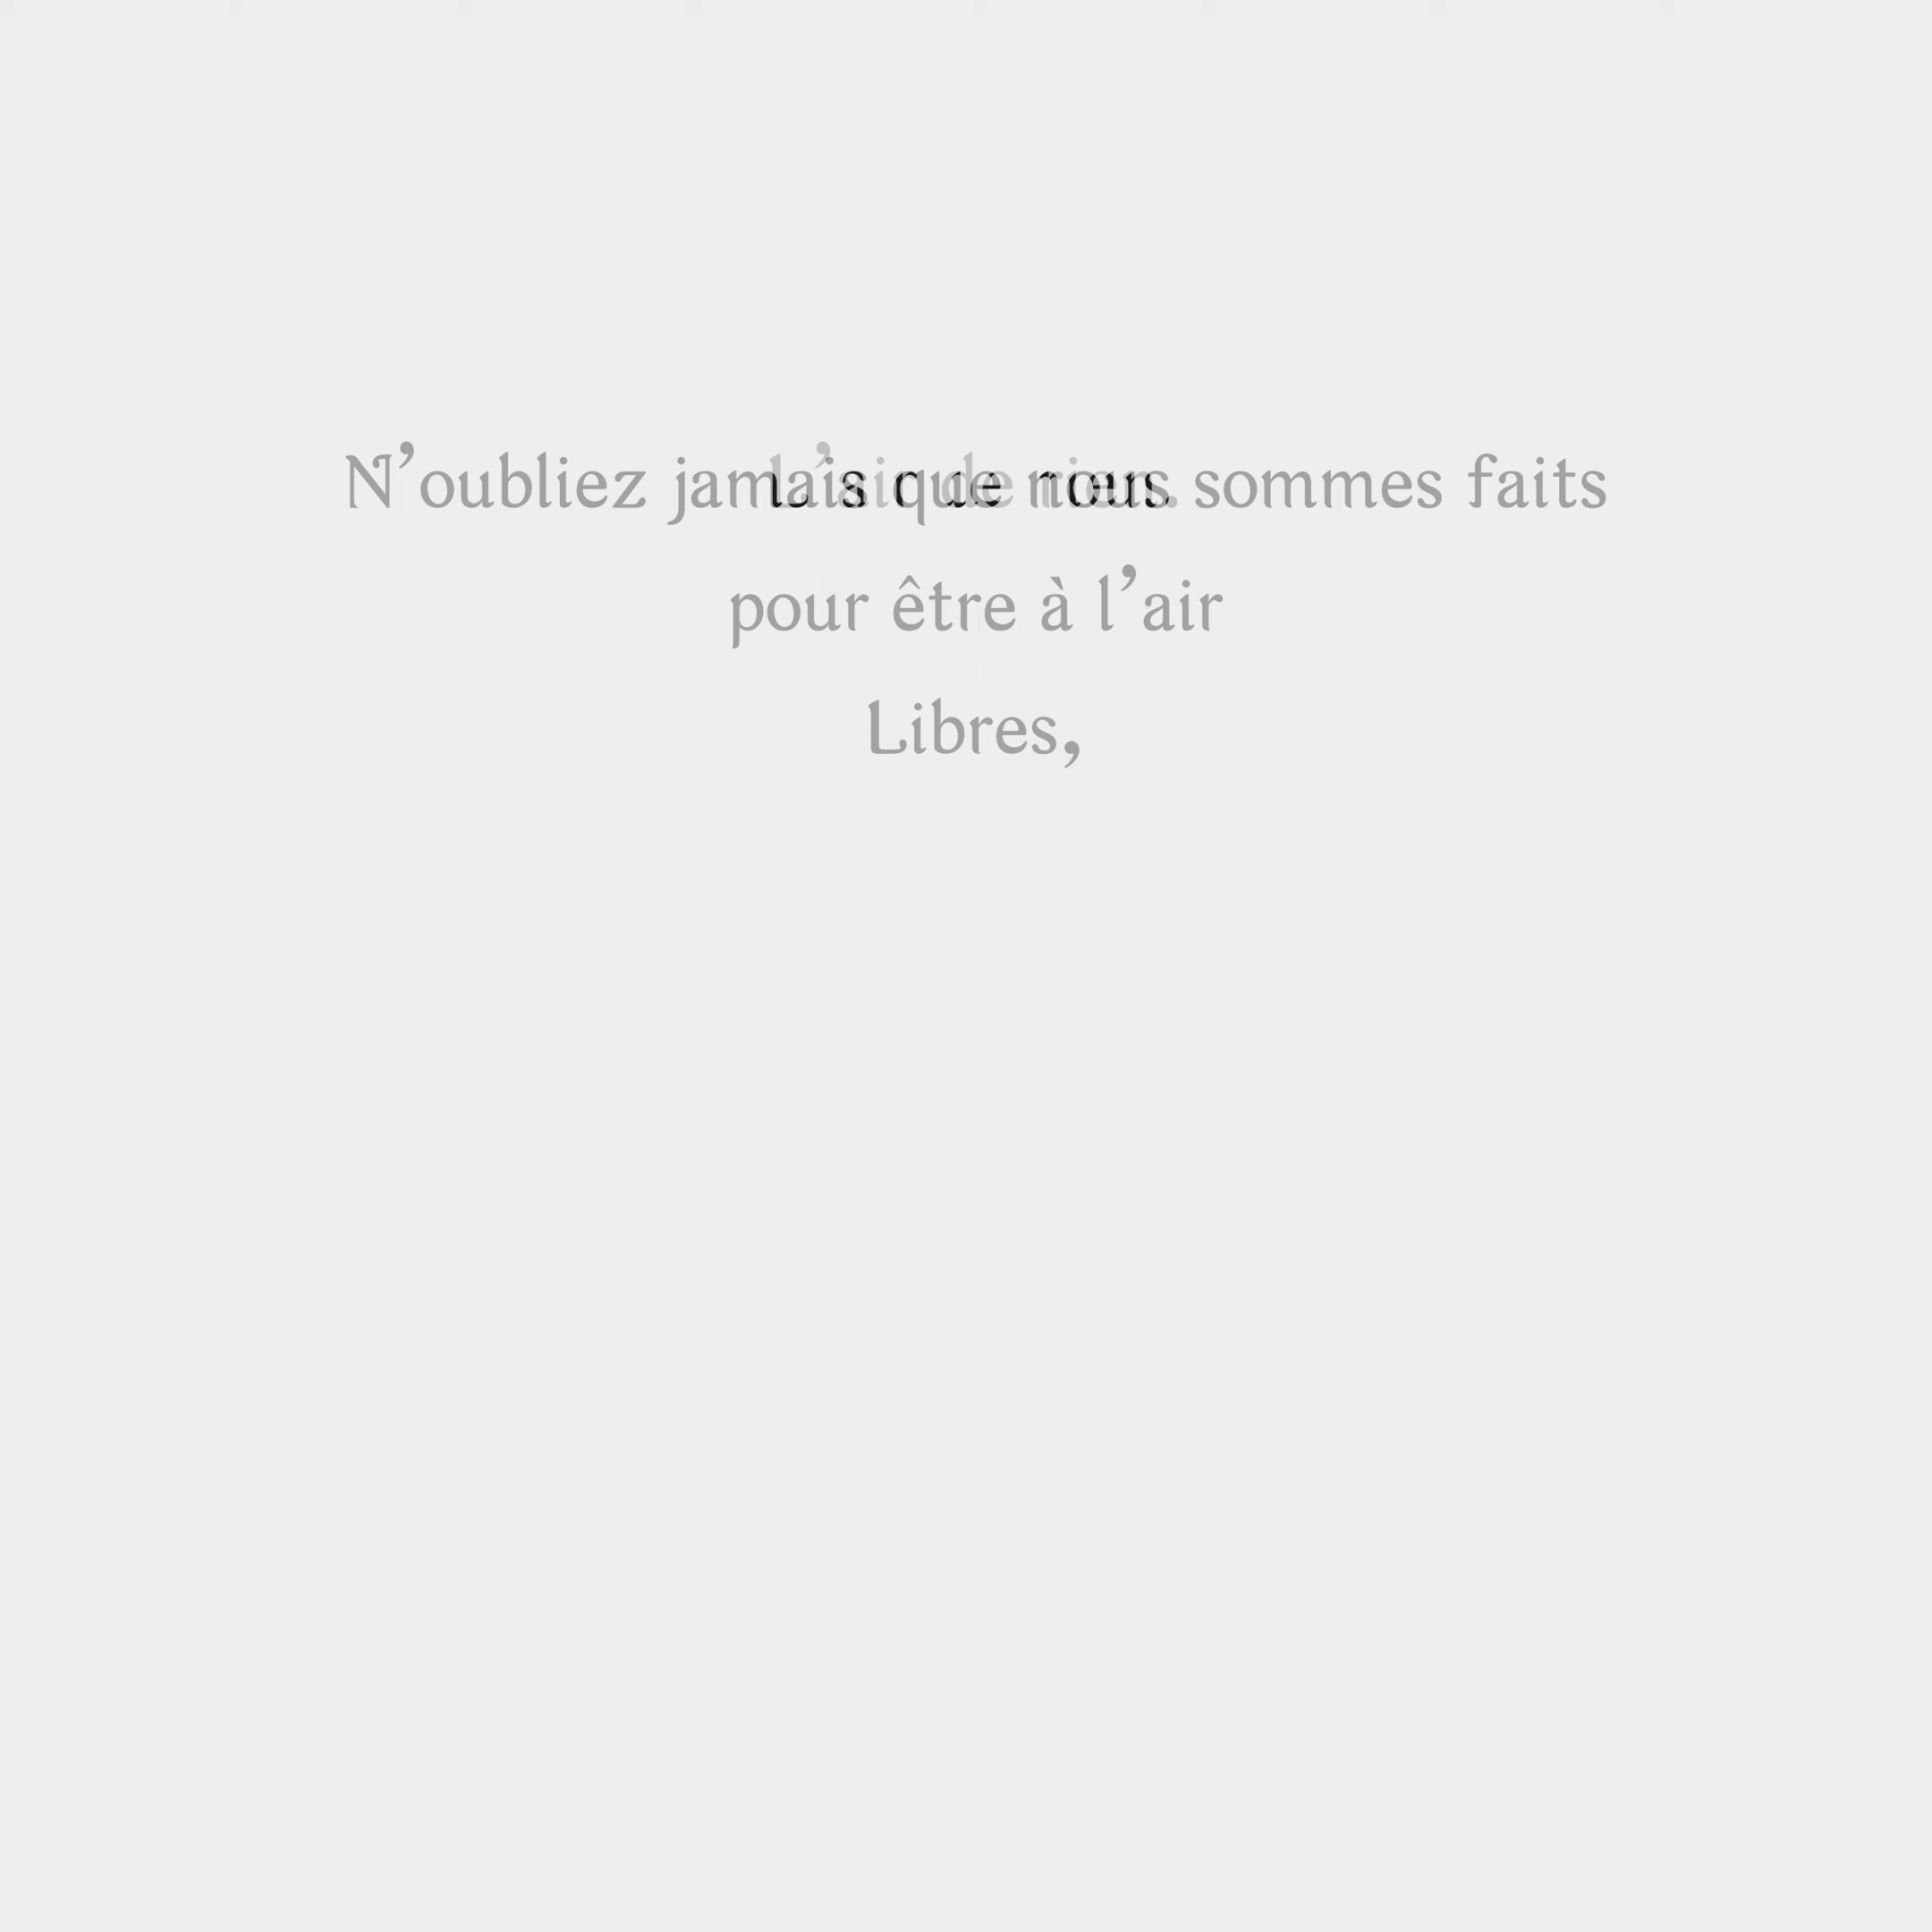 N’oubliez jamais que nous sommes faits
pour être à l’air
Libres,